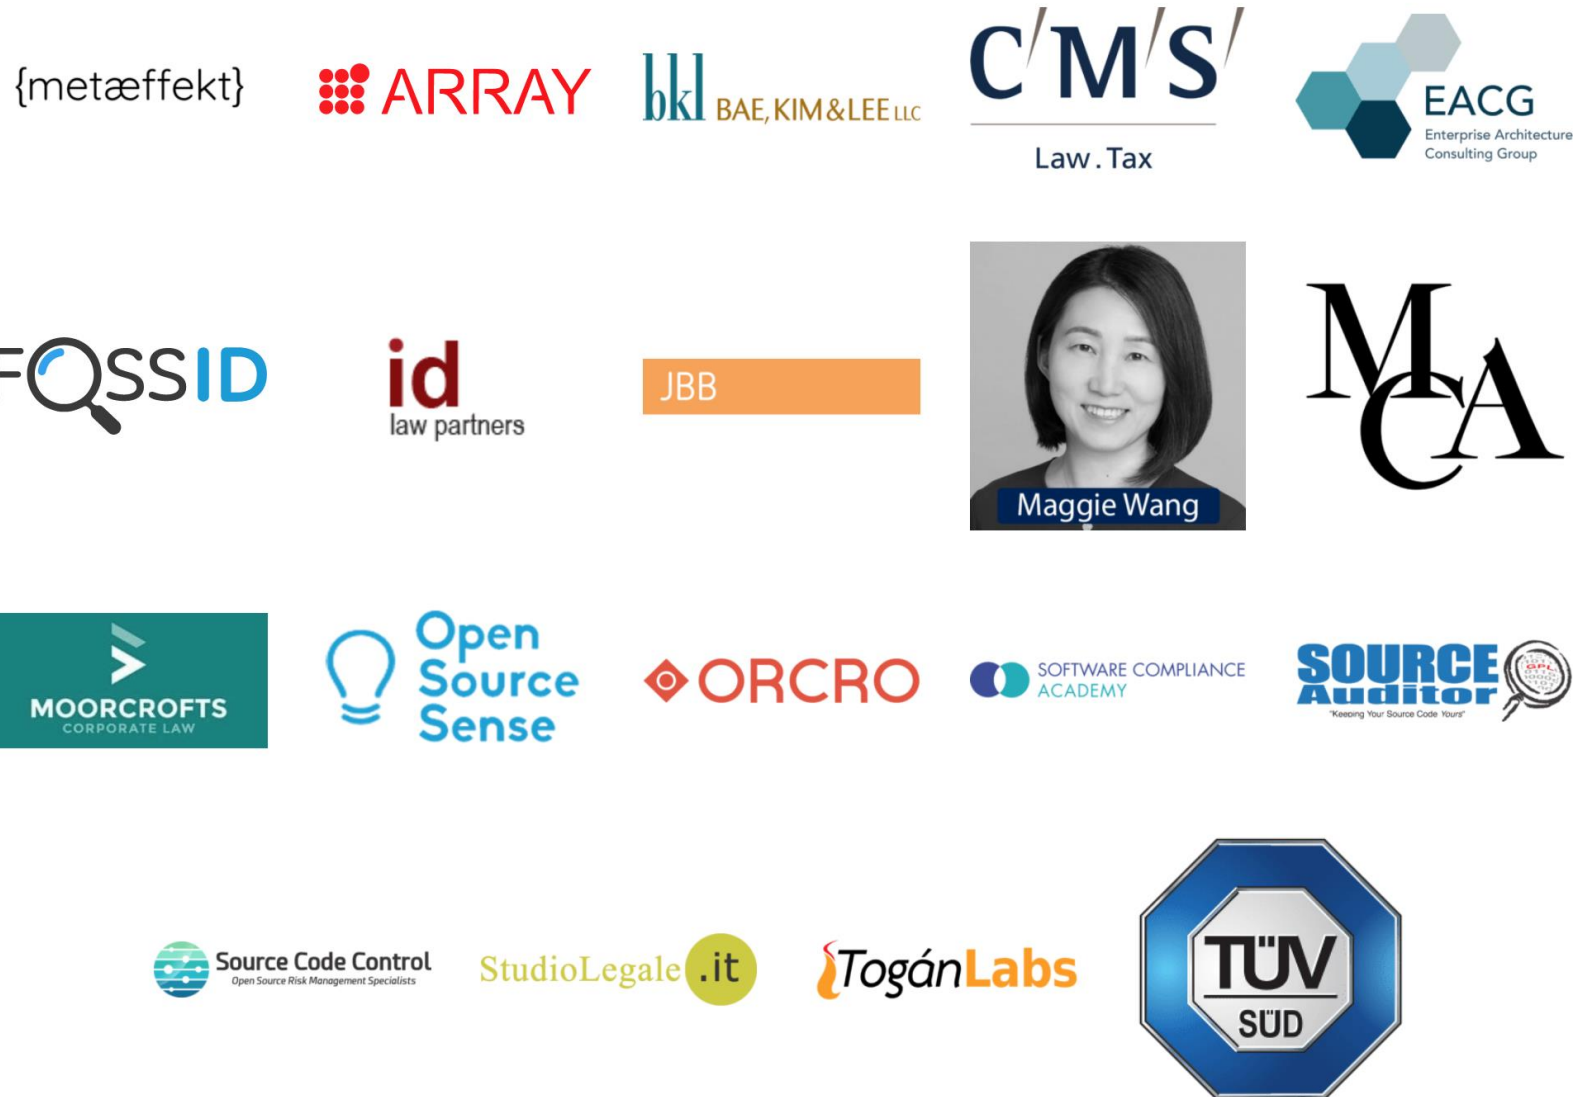 {metæffekt}
ARRAY
bkl BAE, KIM & LEE LLC
C/M/S/
Law . Tax
EACG
Enterprise Architecture
Consulting Group
FOSSID
id
law partners
JBB
Maggie Wang
MCA
MOORCROFTS
CORPORATE LAW
Open
Source
Sense
ORCRO
SOFTWARE COMPLIANCE
ACADEMY
SOURCE
Auditor
"Keeping Your Source Code Yours"
GPL
Source Code Control
Open Source Risk Management Specialists
StudioLegale .it
TogánLabs
TÜV
SÜD